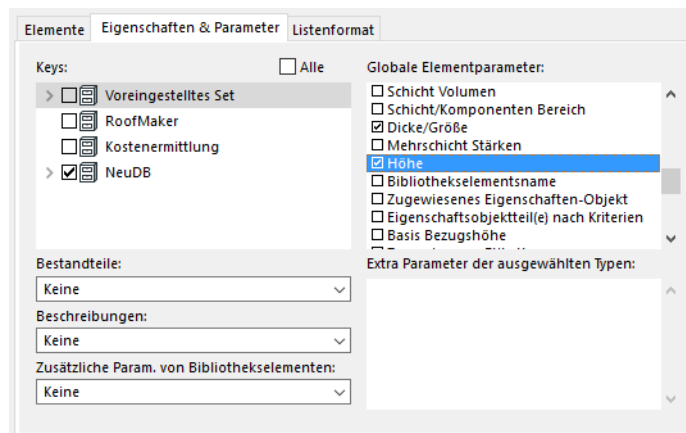 Elemente
Eigenschaften & Parameter
Listenformat
Keys:
Alle
Voreingestelltes Set
RoofMaker
Kostenermittlung
NeuDB
Globale Elementparameter:
Schicht Volumen
Schicht/Komponenten Bereich
Dicke/Größe
Mehrschicht Stärken
Höhe
Bibliothekselementsname
Zugewiesenes Eigenschaften-Objekt
Eigenschaftsobjektteil(e) nach Kriterien
Basis Bezugshöhe
Bestandteile:
Keine
Beschreibungen:
Keine
Zusätzliche Param. von Bibliothekselementen:
Keine
Extra Parameter der ausgewählten Typen: